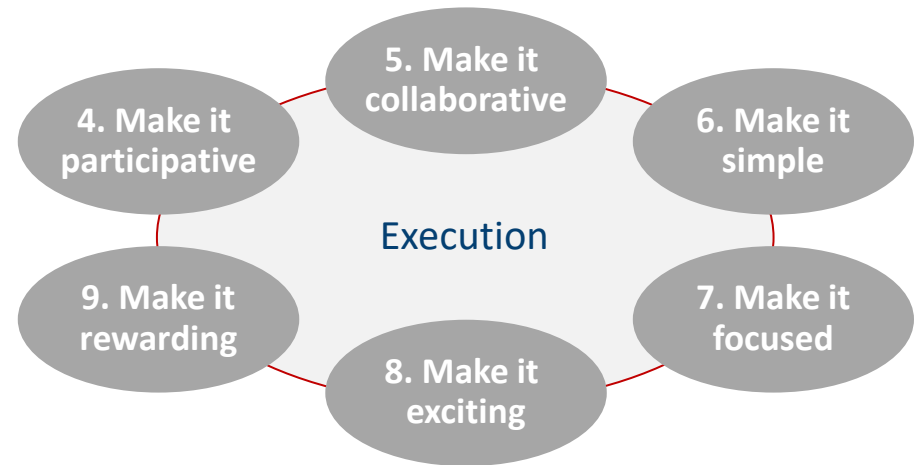 5. Make it
collaborative
4. Make it
participative
6. Make it
simple
Execution
9. Make it
rewarding
7. Make it
focused
8. Make it
exciting